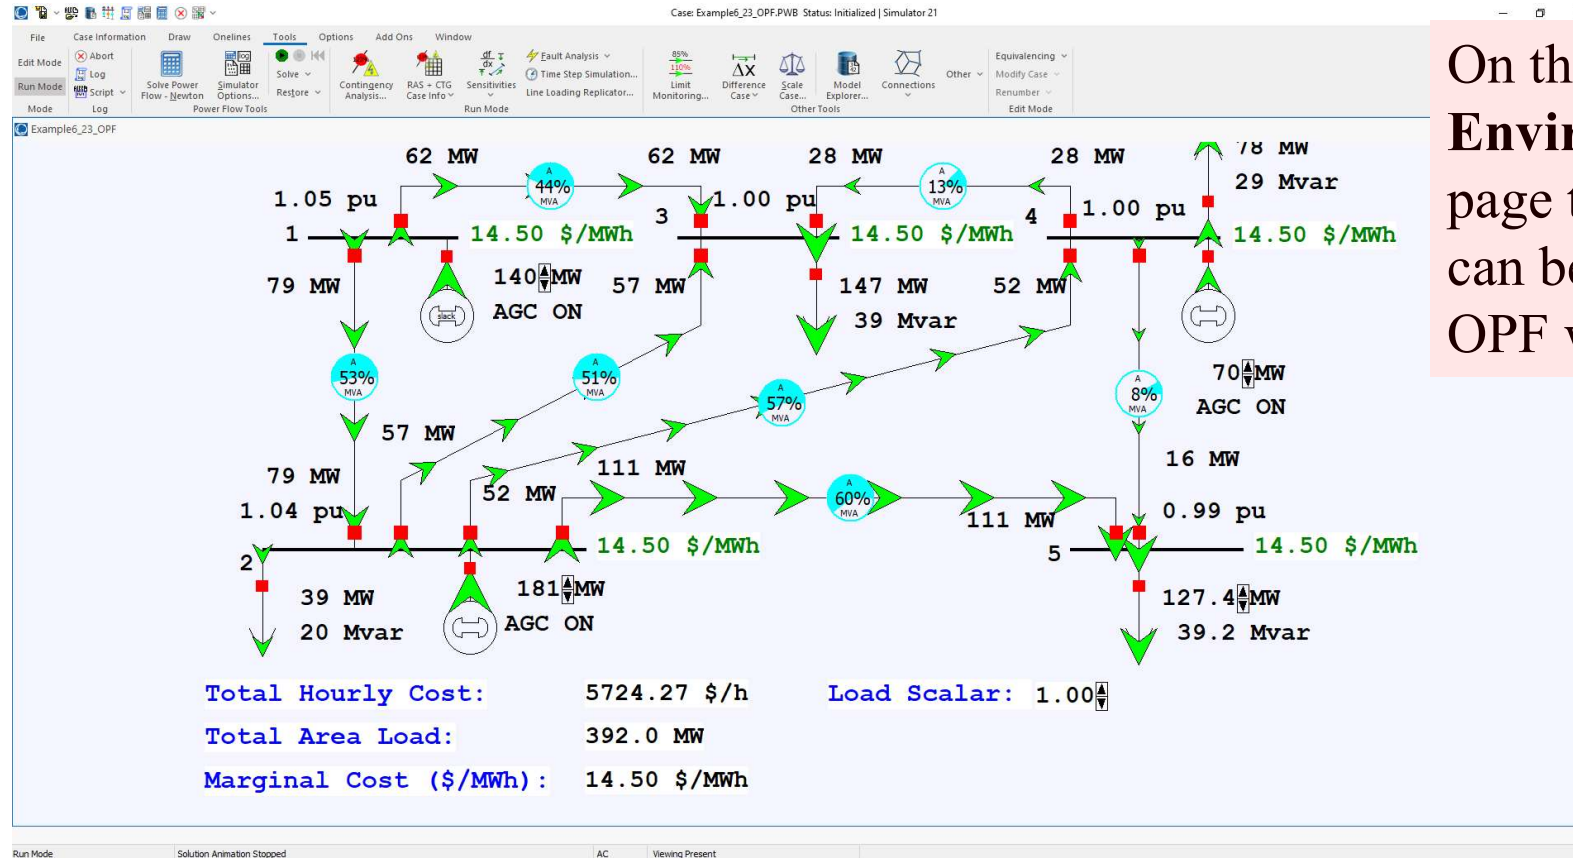 Case: Example6_23_OPF.PWB Status: Initialized | Simulator 21
File Case Information Draw Onelines Tools Options Add Ons Window
Edit Mode
Run Mode
Mode
Abort
Log
Script
Log
Solve Power
Flow - Newton
Simulator
Options...
Solve
Restore
Power Flow Tools
Contingency
Analysis...
RAS + CTG
Case Info
Sensitivities
Fault Analysis
Time Step Simulation...
Line Loading Replicator...
Run Mode
Limit
Monitoring...
Difference
Case
Scale
Case...
Model
Explorer...
Connections
Other
Other Tools
Equivalencing
Modify Case
Renumber
Edit Mode
Example6_23_OPF
62 MW 62 MW 28 MW 28 MW 78 MW
29 Mvar
A
44%
MVA
A
13%
MVA
1.05 pu 3 1.00 pu 4 1.00 pu
1 14.50 $/MWh 14.50 $/MWh 14.50 $/MWh
79 MW 140 MW 57 MW 147 MW 52 MW
slack AGC ON 39 Mvar
A
53%
MVA
A
51%
MVA
A
57%
MVA
A
8%
MVA
70 MW
AGC ON
57 MW
79 MW 111 MW 16 MW
52 MW
A
60%
MVA
1.04 pu 111 MW 0.99 pu
2 14.50 $/MWh 5 14.50 $/MWh
39 MW 181 MW 127.4 MW
20 Mvar AGC ON 39.2 Mvar
Total Hourly Cost: 5724.27 $/h Load Scalar: 1.00
Total Area Load: 392.0 MW
Marginal Cost ($/MWh): 14.50 $/MWh
Run Mode Solution Animation Stopped AC Viewing Present
On th
Envir
page t
can be
OPF